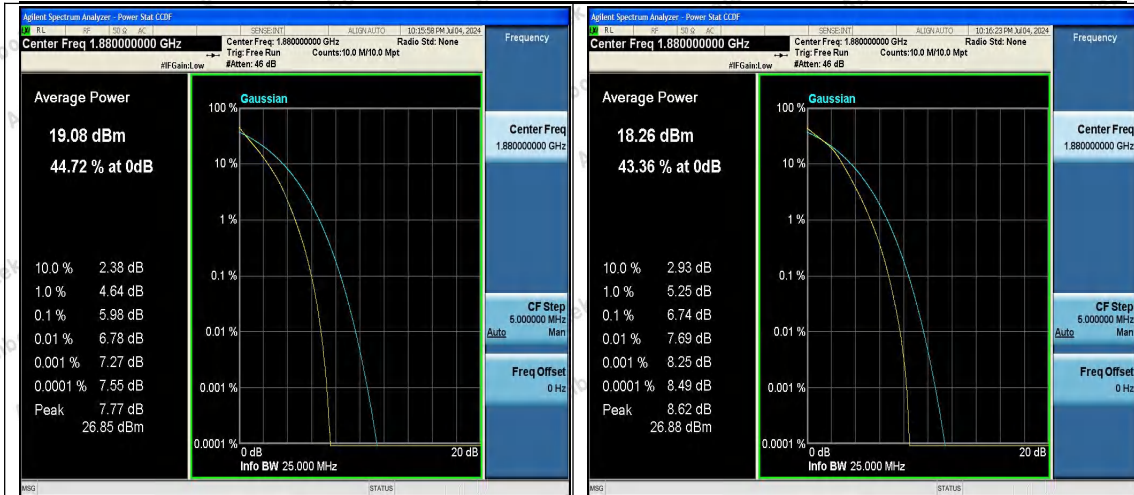 Agilent Spectrum Analyzer - Power Stat CCDF
RL RF 50 Ω AC SENSE:INT ALIGN AUTO 10:15:58 PM Jul 04, 2024
Center Freq 1.880000000 GHz
Center Freq: 1.880000000 GHz Radio Std: None
Trig: Free Run Counts:10.0 M/10.0 Mpt
#IFGain:Low #Atten: 46 dB
Frequency
Average Power
19.08 dBm
44.72 % at 0dB
10.0 % 2.38 dB
1.0 % 4.64 dB
0.1 % 5.98 dB
0.01 % 6.78 dB
0.001 % 7.27 dB
0.0001 % 7.55 dB
Peak 7.77 dB
26.85 dBm
Gaussian
100 %
10 %
1 %
0.1 %
0.01 %
0.001 %
0.0001 %
0 dB 20 dB
Info BW 25.000 MHz
Center Freq
1.880000000 GHz
CF Step
5.000000 MHz
Auto Man
Freq Offset
0 Hz
MSG STATUS
Agilent Spectrum Analyzer - Power Stat CCDF
RL RF 50 Ω AC SENSE:INT ALIGN AUTO 10:16:23 PM Jul 04, 2024
Center Freq 1.880000000 GHz
Center Freq: 1.880000000 GHz Radio Std: None
Trig: Free Run Counts:10.0 M/10.0 Mpt
#IFGain:Low #Atten: 46 dB
Frequency
Average Power
18.26 dBm
43.36 % at 0dB
10.0 % 2.93 dB
1.0 % 5.25 dB
0.1 % 6.74 dB
0.01 % 7.69 dB
0.001 % 8.25 dB
0.0001 % 8.49 dB
Peak 8.62 dB
26.88 dBm
Gaussian
100 %
10 %
1 %
0.1 %
0.01 %
0.001 %
0.0001 %
0 dB 20 dB
Info BW 25.000 MHz
Center Freq
1.880000000 GHz
CF Step
5.000000 MHz
Auto Man
Freq Offset
0 Hz
MSG STATUS